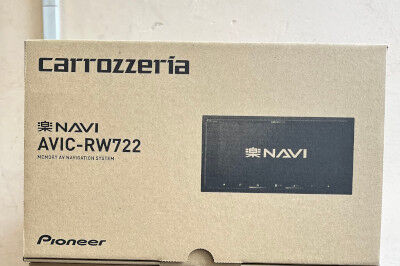 carrozzeria
楽NAVI
AVIC-RW722
MEMORY AV NAVIGATION SYSTEM
楽NAVI
Pioneer